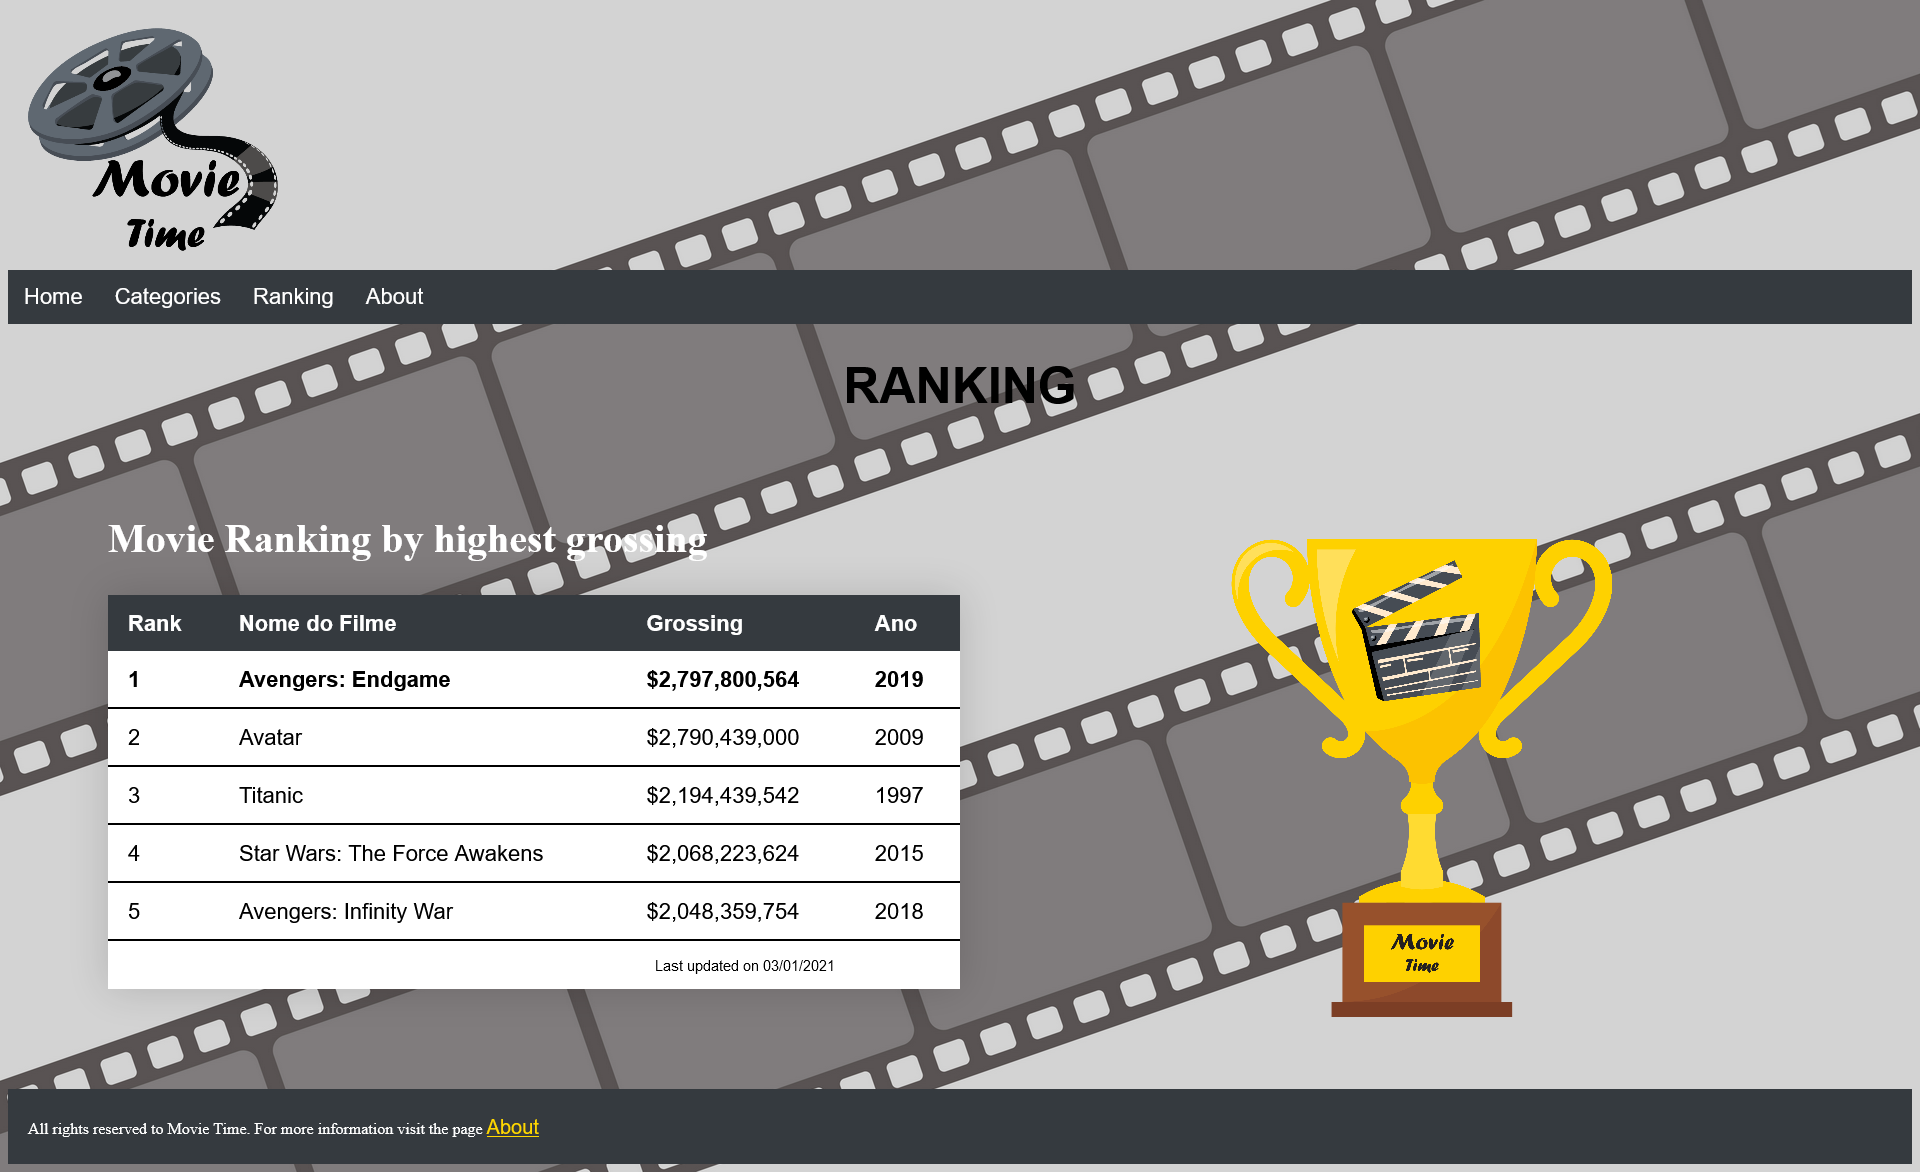 Movie
Time
Home Categories Ranking About
RANKING
Movie Ranking by highest grossing
Rank Nome do Filme Grossing Ano
1 Avengers: Endgame $2,797,800,564 2019
2 Avatar $2,790,439,000 2009
3 Titanic $2,194,439,542 1997
4 Star Wars: The Force Awakens $2,068,223,624 2015
5 Avengers: Infinity War $2,048,359,754 2018
Last updated on 03/01/2021
Movie
Time
All rights reserved to Movie Time. For more information visit the page About